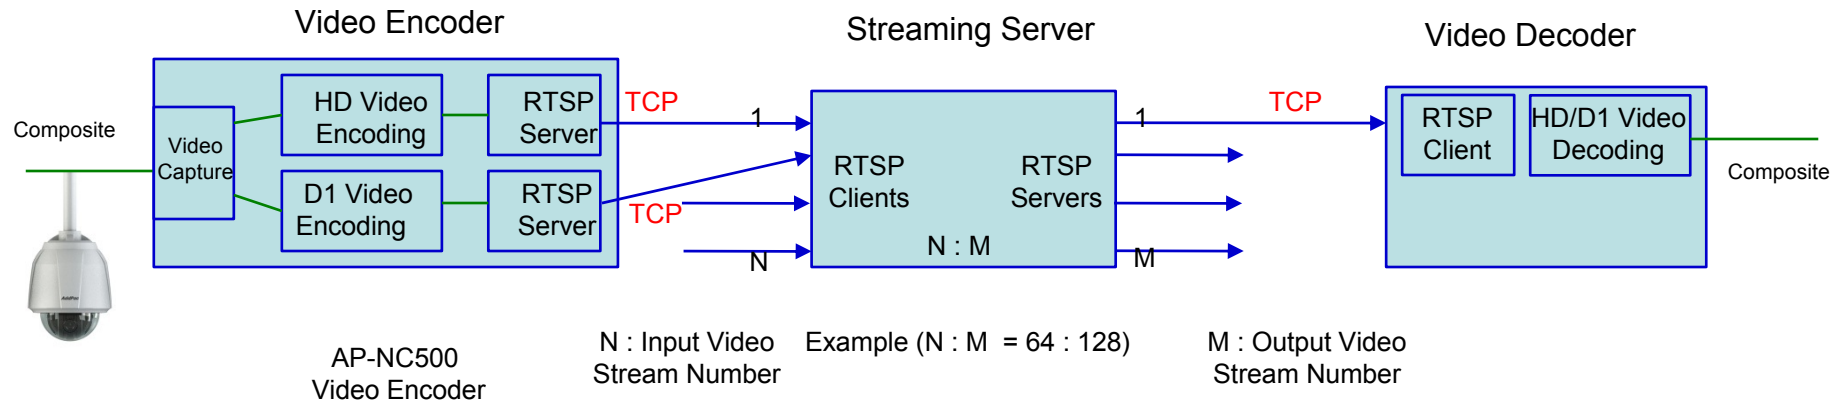 Video Encoder
Streaming Server
Video Decoder
Composite
Video
Capture
HD Video
Encoding
RTSP
Server
TCP
1
D1 Video
Encoding
RTSP
Server
TCP
N
RTSP
Clients
RTSP
Servers
N : M
1
M
TCP
RTSP
Client
HD/D1 Video
Decoding
Composite
AddPac
AP-NC500
Video Encoder
N : Input Video
Stream Number
Example (N : M = 64 : 128)
M : Output Video
Stream Number